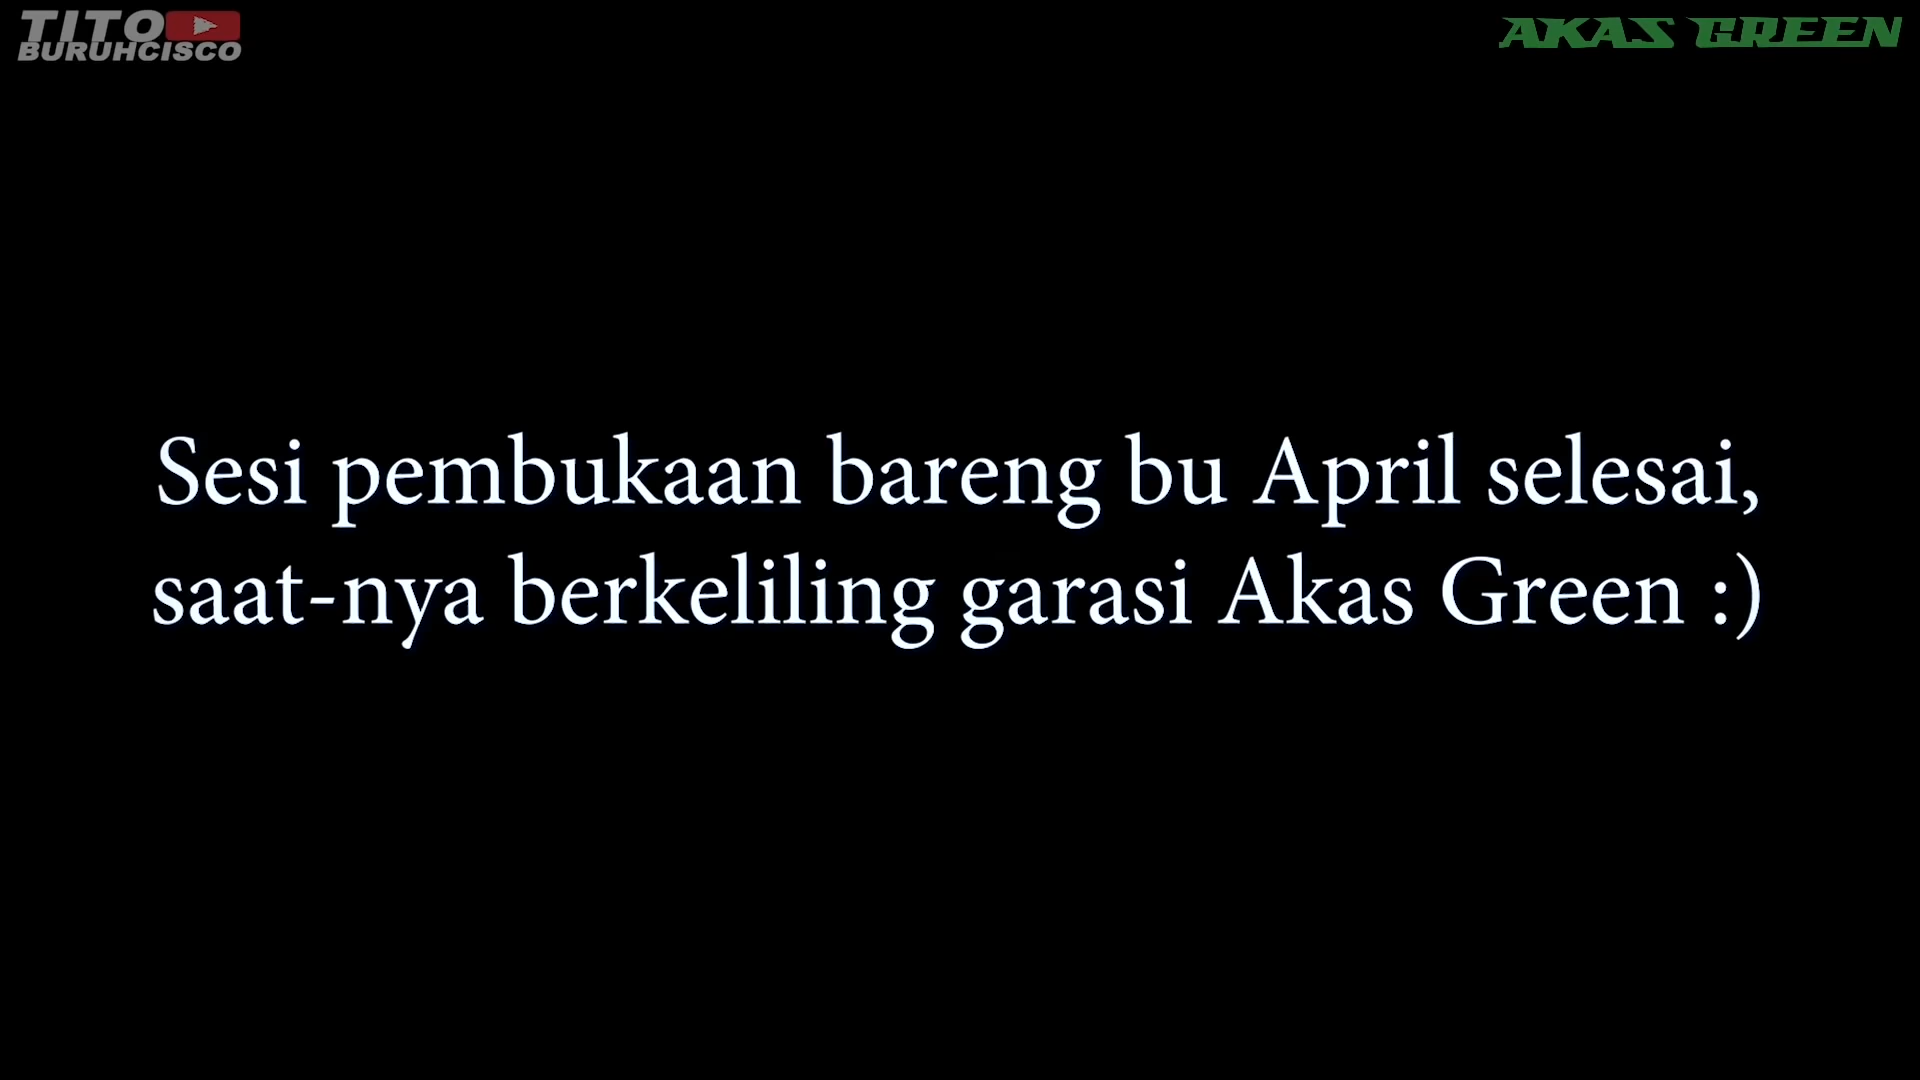 TITO
BURUHCISCO
AKAS GREEN
Sesi pembukaan bareng bu April selesai,
saat-nya berkeliling garasi Akas Green :)